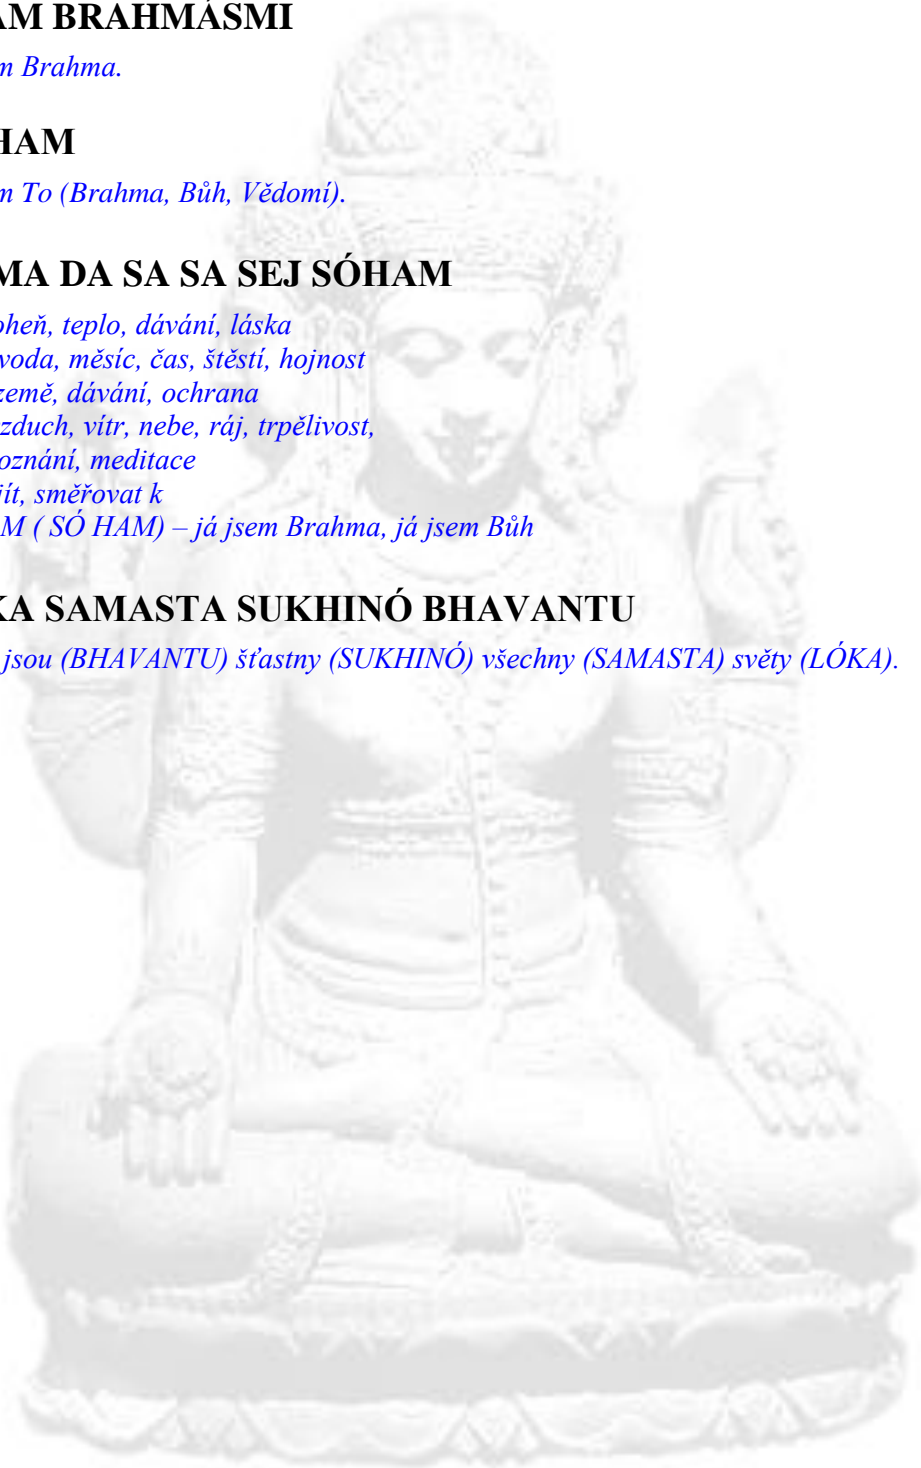 AM BRAHMÁSMI
m Brahma.
HAM
m To (Brahma, Bůh, Vědomí).
MA DA SA SA SEJ SÓHAM
oheň, teplo, dávání, láska
voda, měsíc, čas, štěstí, hojnost
země, dávání, ochrana
zduch, vítr, nebe, ráj, trpělivost,
oznání, meditace
jít, směřovat k
M ( SÓ HAM) – já jsem Brahma, já jsem Bůh
KA SAMASTA SUKHINÓ BHAVANTU
jsou (BHAVANTU) šťastny (SUKHINÓ) všechny (SAMASTA) světy (LÓKA).